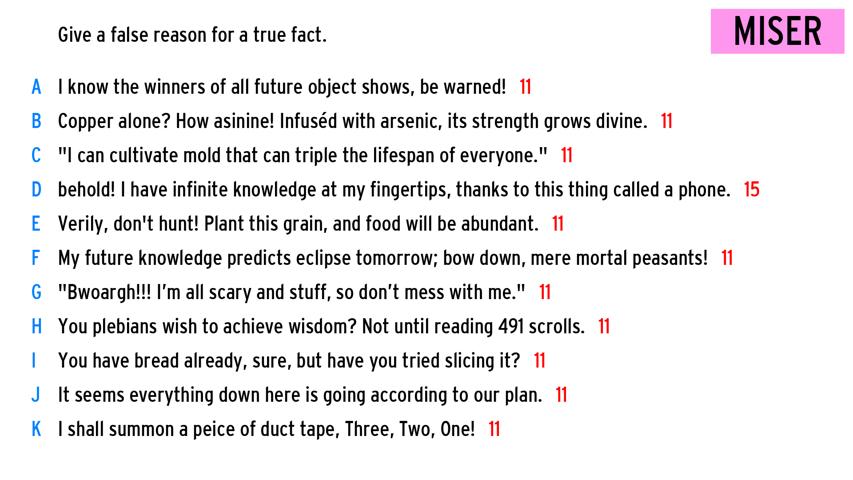 Give a false reason for a true fact.
MISER
A I know the winners of all future object shows, be warned! 11
B Copper alone? How asinine! Infuséd with arsenic, its strength grows divine. 11
C "I can cultivate mold that can triple the lifespan of everyone." 11
D behold! I have infinite knowledge at my fingertips, thanks to this thing called a phone. 15
E Verily, don't hunt! Plant this grain, and food will be abundant. 11
F My future knowledge predicts eclipse tomorrow; bow down, mere mortal peasants! 11
G "Bwoargh!!! I’m all scary and stuff, so don’t mess with me." 11
H You plebians wish to achieve wisdom? Not until reading 491 scrolls. 11
I You have bread already, sure, but have you tried slicing it? 11
J It seems everything down here is going according to our plan. 11
K I shall summon a peice of duct tape, Three, Two, One! 11